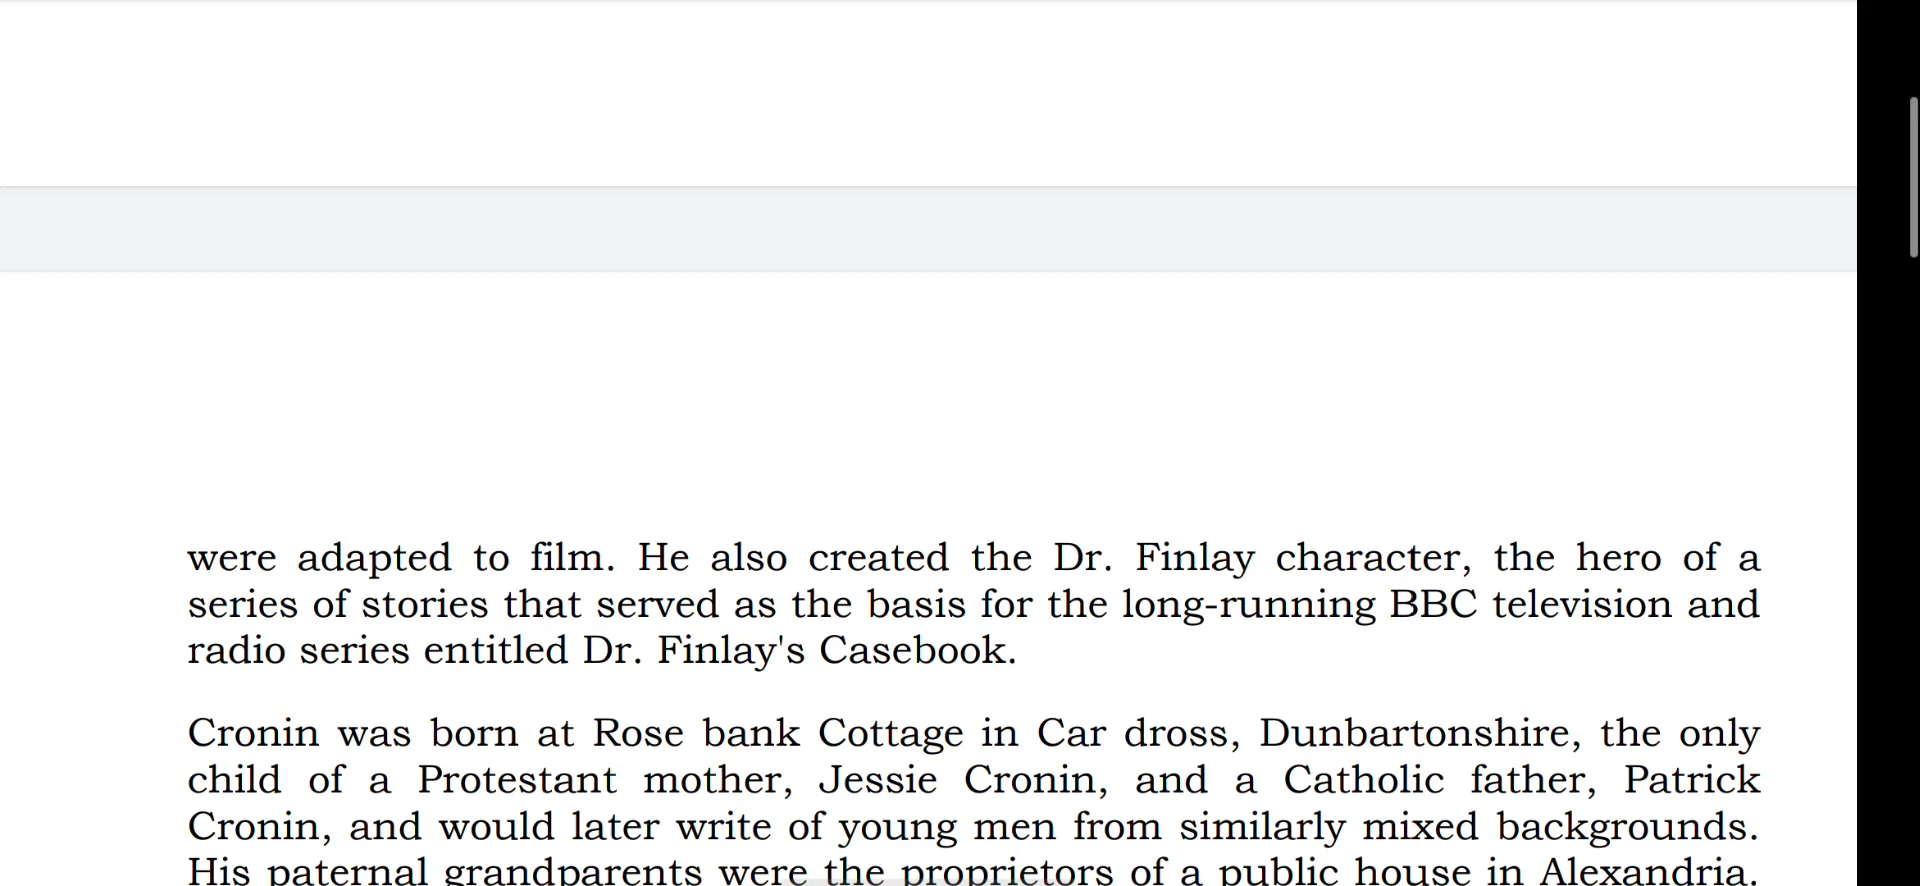 were adapted to film. He also created the Dr. Finlay character, the hero of a
series of stories that served as the basis for the long-running BBC television and
radio series entitled Dr. Finlay's Casebook.
Cronin was born at Rose bank Cottage in Car dross, Dunbartonshire, the only
child of a Protestant mother, Jessie Cronin, and a Catholic father, Patrick
Cronin, and would later write of young men from similarly mixed backgrounds.
His paternal grandparents were the proprietors of a public house in Alexandria.